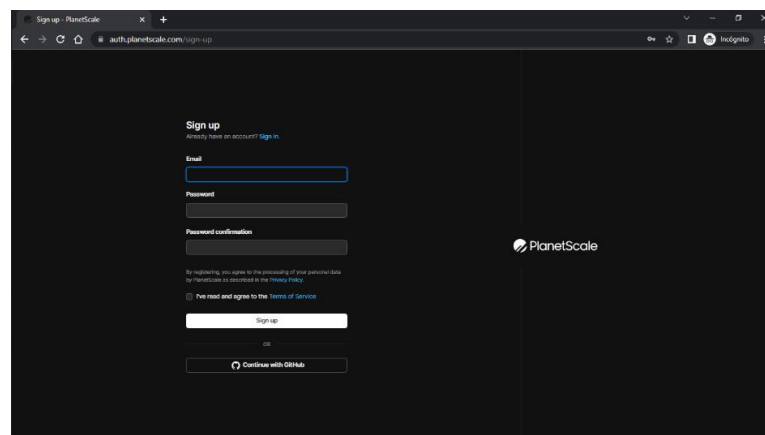 Sign up - PlanetScale
auth.planetscale.com/sign-up
Incógnito
Sign up
Already have an account? Sign in.
Email
Password
Password confirmation
By registering, you agree to the processing of your personal data
by PlanetScale as described in the Privacy Policy.
I've read and agree to the Terms of Service
Sign up
OR
Continue with GitHub
PlanetScale